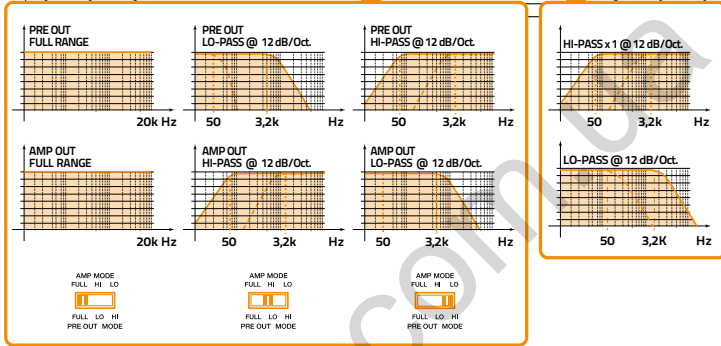 PRE OUT
FULL RANGE
20k Hz
PRE OUT
LO-PASS @ 12 dB/Oct.
50 3,2k Hz
PRE OUT
HI-PASS @ 12 dB/Oct.
50 3,2k Hz
HI-PASS x 1 @ 12 dB/Oct.
50 3,2k Hz
AMP OUT
FULL RANGE
20k Hz
AMP OUT
HI-PASS @ 12 dB/Oct.
50 3,2k Hz
AMP OUT
LO-PASS @ 12 dB/Oct.
50 3,2k Hz
LO-PASS @ 12 dB/Oct.
50 3,2K Hz
AMP MODE
FULL HI LO
FULL LO HI
PRE OUT MODE
AMP MODE
FULL HI LO
FULL LO HI
PRE OUT MODE
AMP MODE
FULL HI LO
FULL LO HI
PRE OUT MODE
com.ua